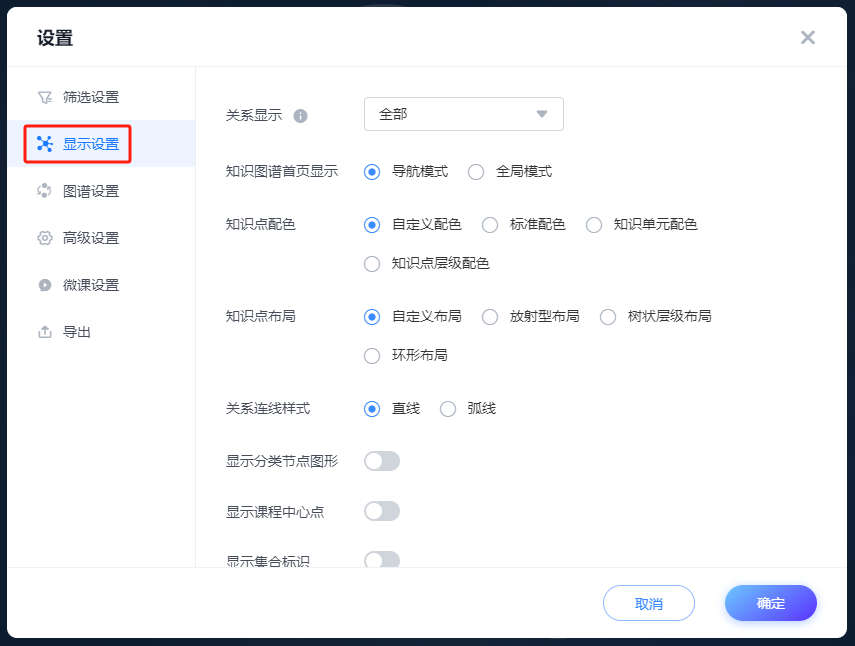 设置
筛选设置
显示设置
图谱设置
高级设置
微课设置
导出
关系显示 全部
知识图谱首页显示 导航模式 全局模式
知识点配色 自定义配色 标准配色 知识单元配色
知识点层级配色
知识点布局 自定义布局 放射型布局 树状层级布局
环形布局
关系连线样式 直线 弧线
显示分类节点图形
显示课程中心点
显示集合标识
取消 确定